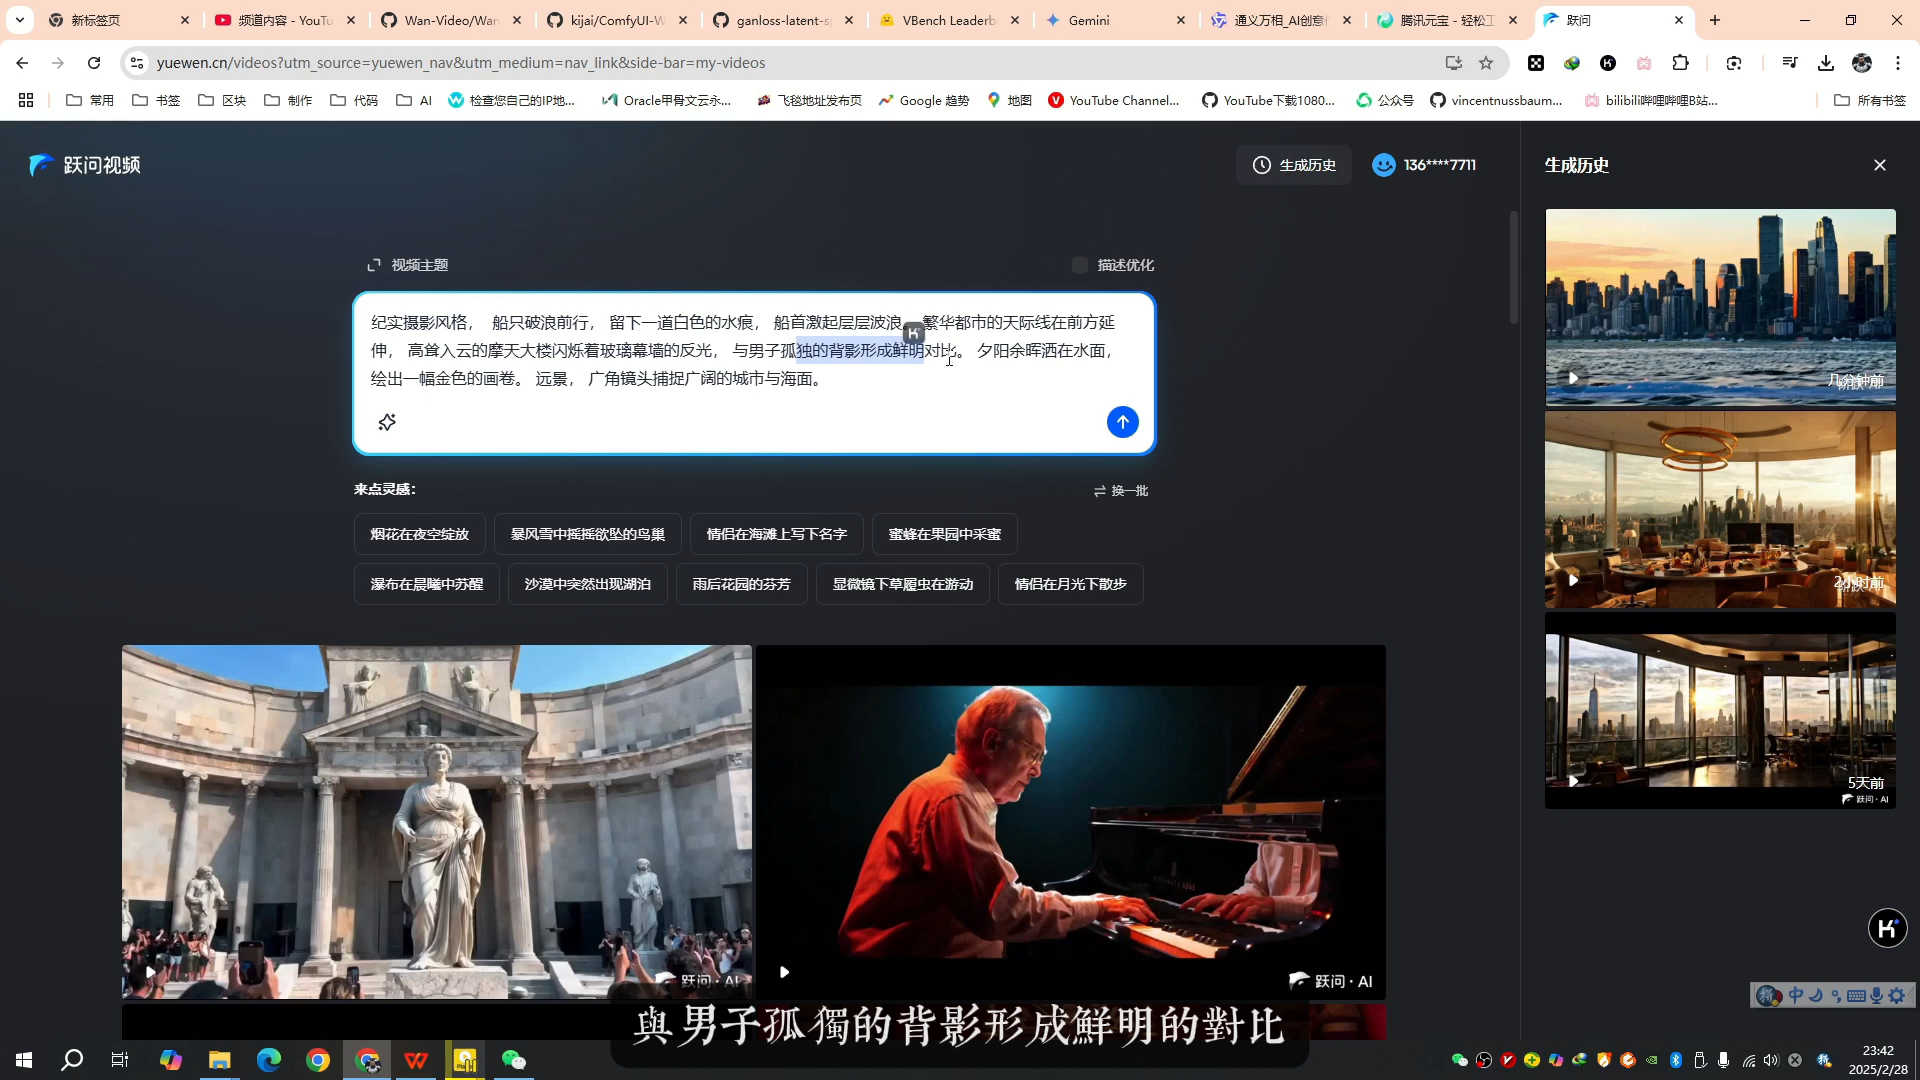 新标签页
频道内容 - YouTu
Wan-Video/Wan
kijai/ComfyUI-W
ganloss-latent-s
VBench Leaderb
Gemini
通义万相_AI创意
腾讯元宝 - 轻松工
跃问
yuewen.cn/videos?utm_source=yuewen_nav&utm_medium=nav_link&side-bar=my-videos
常用
书签
区块
制作
代码
AI
检查您自己的IP地...
Oracle甲骨文云永...
飞毯地址发布页
Google 趋势
地图
YouTube Channel...
YouTube下载1080...
公众号
vincentnussbaum...
bilibili哔哩哔哩B站...
所有书签
跃问视频
生成历史
136****7711
生成历史
视频主题
描述优化
纪实摄影风格， 船只破浪前行， 留下一道白色的水痕， 船首激起层层波浪。 繁华都市的天际线在前方延
伸， 高耸入云的摩天大楼闪烁着玻璃幕墙的反光， 与男子孤独的背影形成鲜明对比。 夕阳余晖洒在水面，
绘出一幅金色的画卷。 远景， 广角镜头捕捉广阔的城市与海面。
来点灵感：
换一批
烟花在夜空绽放
暴风雪中摇摇欲坠的鸟巢
情侣在海滩上写下名字
蜜蜂在果园中采蜜
瀑布在晨曦中苏醒
沙漠中突然出现湖泊
雨后花园的芬芳
显微镜下草履虫在游动
情侣在月光下散步
几分钟前
2小时前
5天前
跃问 · AI
跃问 · AI
跃问 · AI
與男子孤獨的背影形成鮮明的對比
中
23:42
2025/2/28